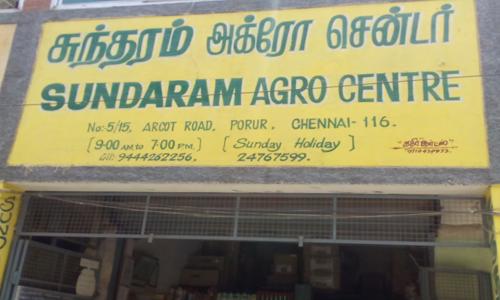 சுந்தரம் அக்ரோ சென்டர்
SUNDARAM AGRO CENTRE
No:-5/15, ARCOT ROAD, PORUR, CHENNAI-116.
[9-00 A.M. to 7-00 P.M.] [Sunday Holiday]
Cell: 9444262256. 24767599.